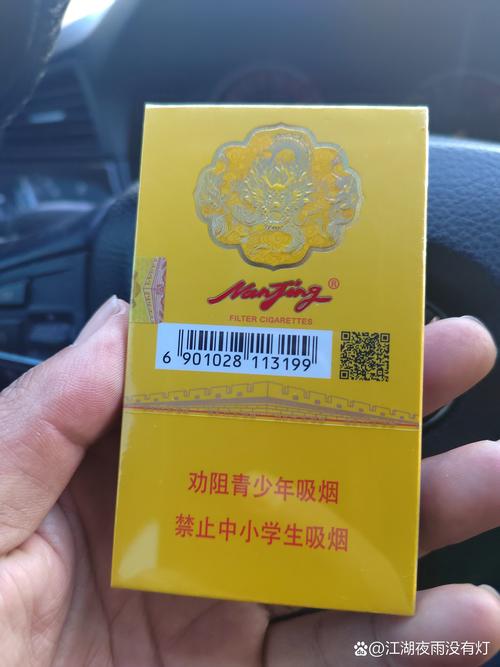 NanJing®
FILTER CIGARETTES
6 901028 113199
劝阻青少年吸烟
禁止中小学生吸烟
@江湖夜雨没有灯